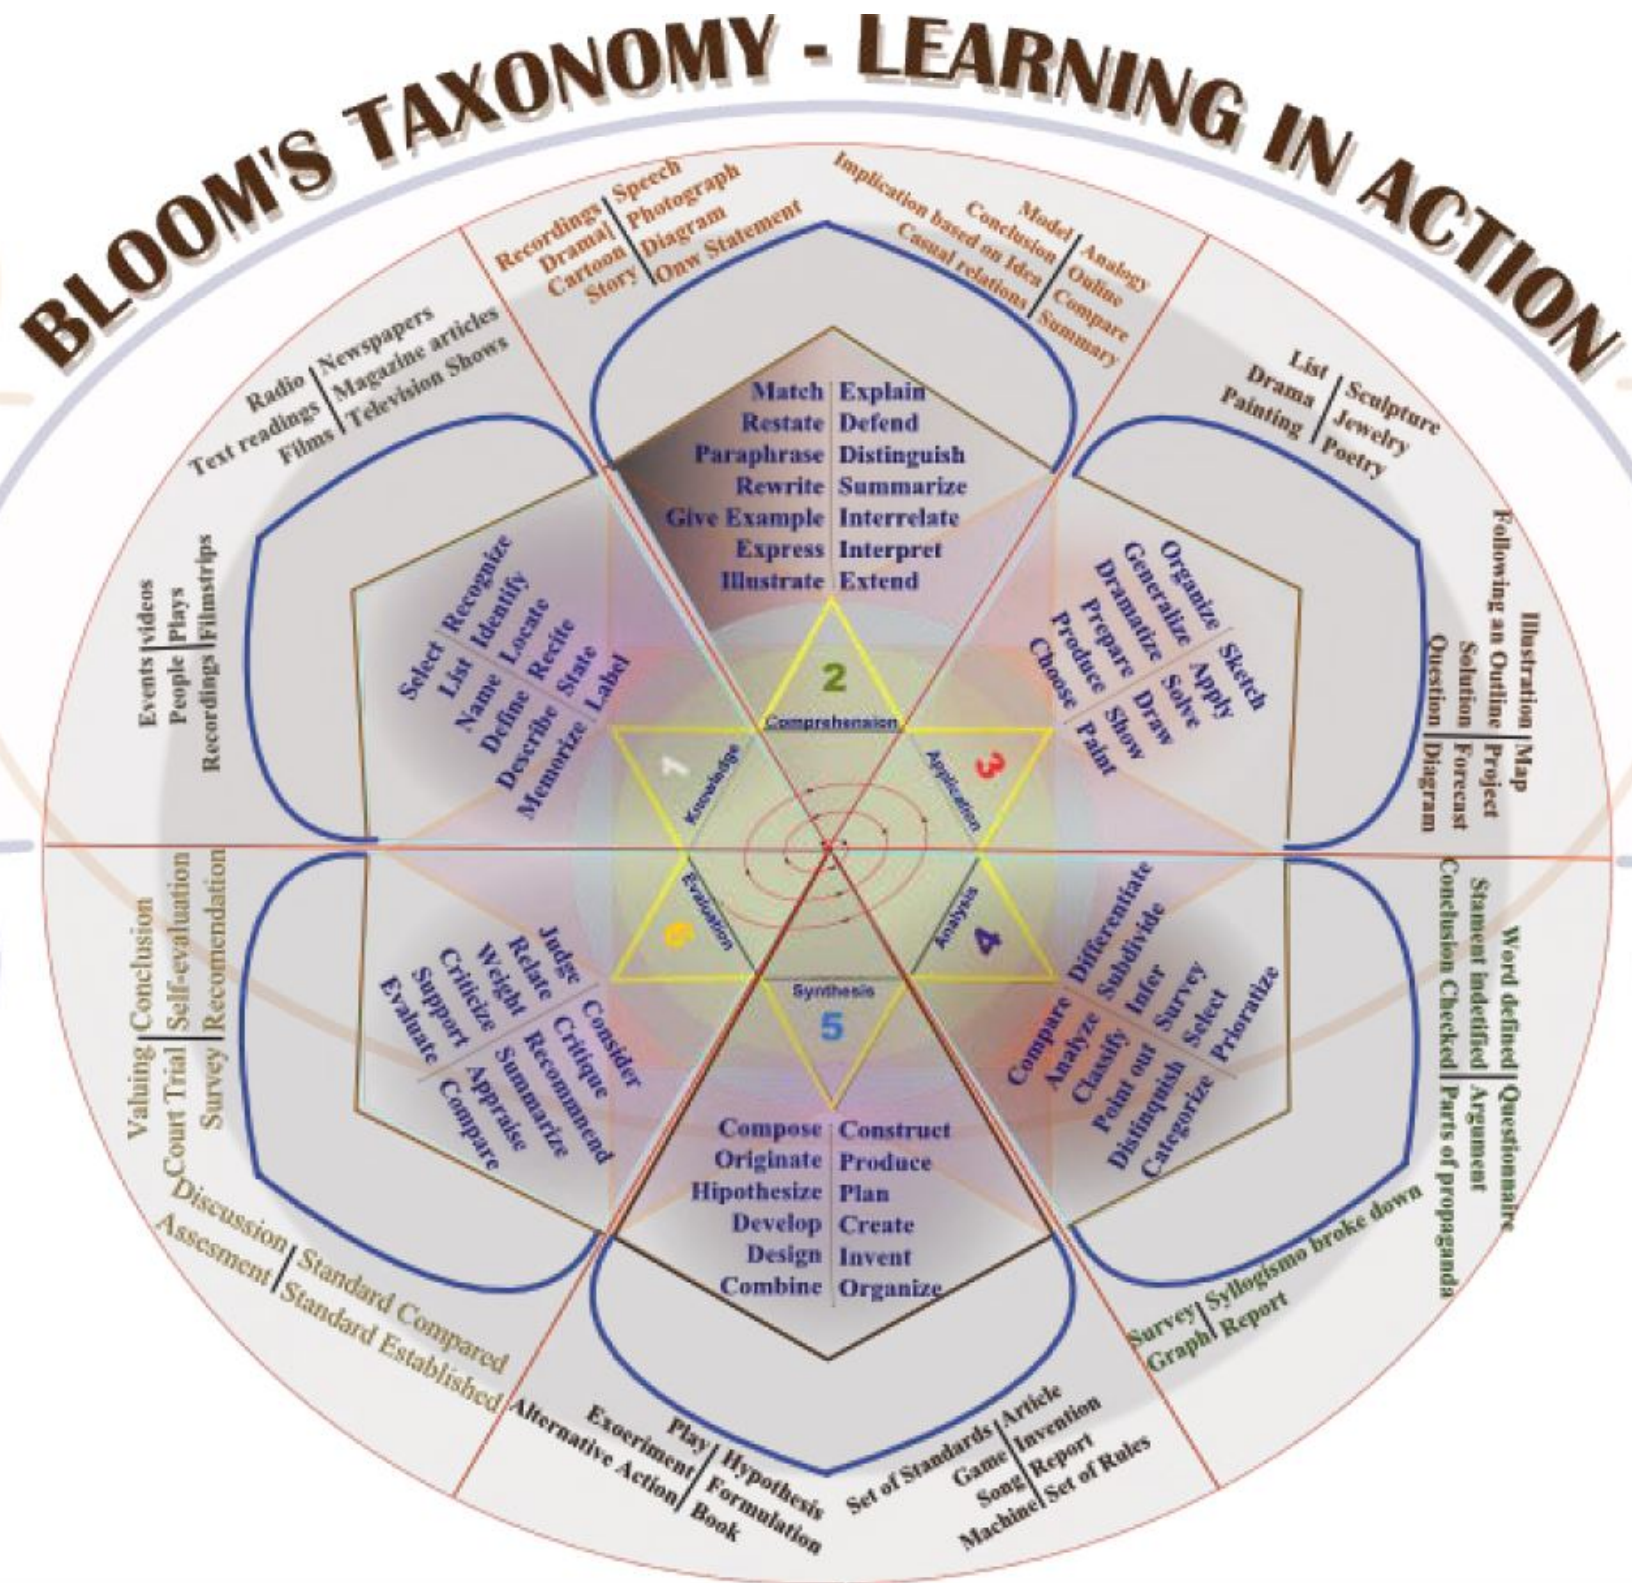 BLOOM'S TAXONOMY - LEARNING IN ACTION
Recordings | Speech
Drama | Photograph
Cartoon | Diagram
Story | Onw Statement
Model | Analogy
Conclusion | Ouline
Implication based on Idea | Compare
Casual relations | Summary
Match | Explain
Restate | Defend
Paraphrase | Distinguish
Rewrite | Summarize
Give Example | Interrelate
Express | Interpret
Illustrate | Extend
2
Comprehension
List | Sculpture
Drama | Jewelry
Painting | Poetry
Illustration | Map
Following an Outline | Project
Solution | Forecast
Question | Diagram
Organize | Sketch
Generalize | Apply
Dramatize | Solve
Prepare | Draw
Produce | Show
Choose | Paint
3
Application
Word defined | Questionnaire
Stament indetified | Argument
Conclusion Checked | Parts of propaganda
Survey | Syllogismo broke down
Graph | Report
Compare | Differentiate
Analyze | Subdivide
Classify | Infer
Point out | Survey
Distinquish | Select
Categorize | Prioratize
4
Analysis
Synthesis
5
Compose | Construct
Originate | Produce
Hipothesize | Plan
Develop | Create
Design | Invent
Combine | Organize
Set of Standards | Article
Game | Invention
Song | Report
Machine | Set of Rules
Play | Hypothesis
Exoeriment | Formulation
Alternative Action | Book
Evaluation
6
Judge | Consider
Relate | Critique
Weight | Recommend
Criticize | Summarize
Support | Appraise
Evaluate | Compare
Valuing | Conclusion
Court Trial | Self-evaluation
Survey | Recomendation
Discussion | Standard Compared
Assesment | Standard Established
1
Knowledge
Select | Recognize
List | Identify
Name | Locate
Define | Recite
Describe | State
Memorize | Label
Events | videos
People | Plays
Recordings | Filmstrips
Radio | Newspapers
Text readings | Magazine articles
Films | Television Shows